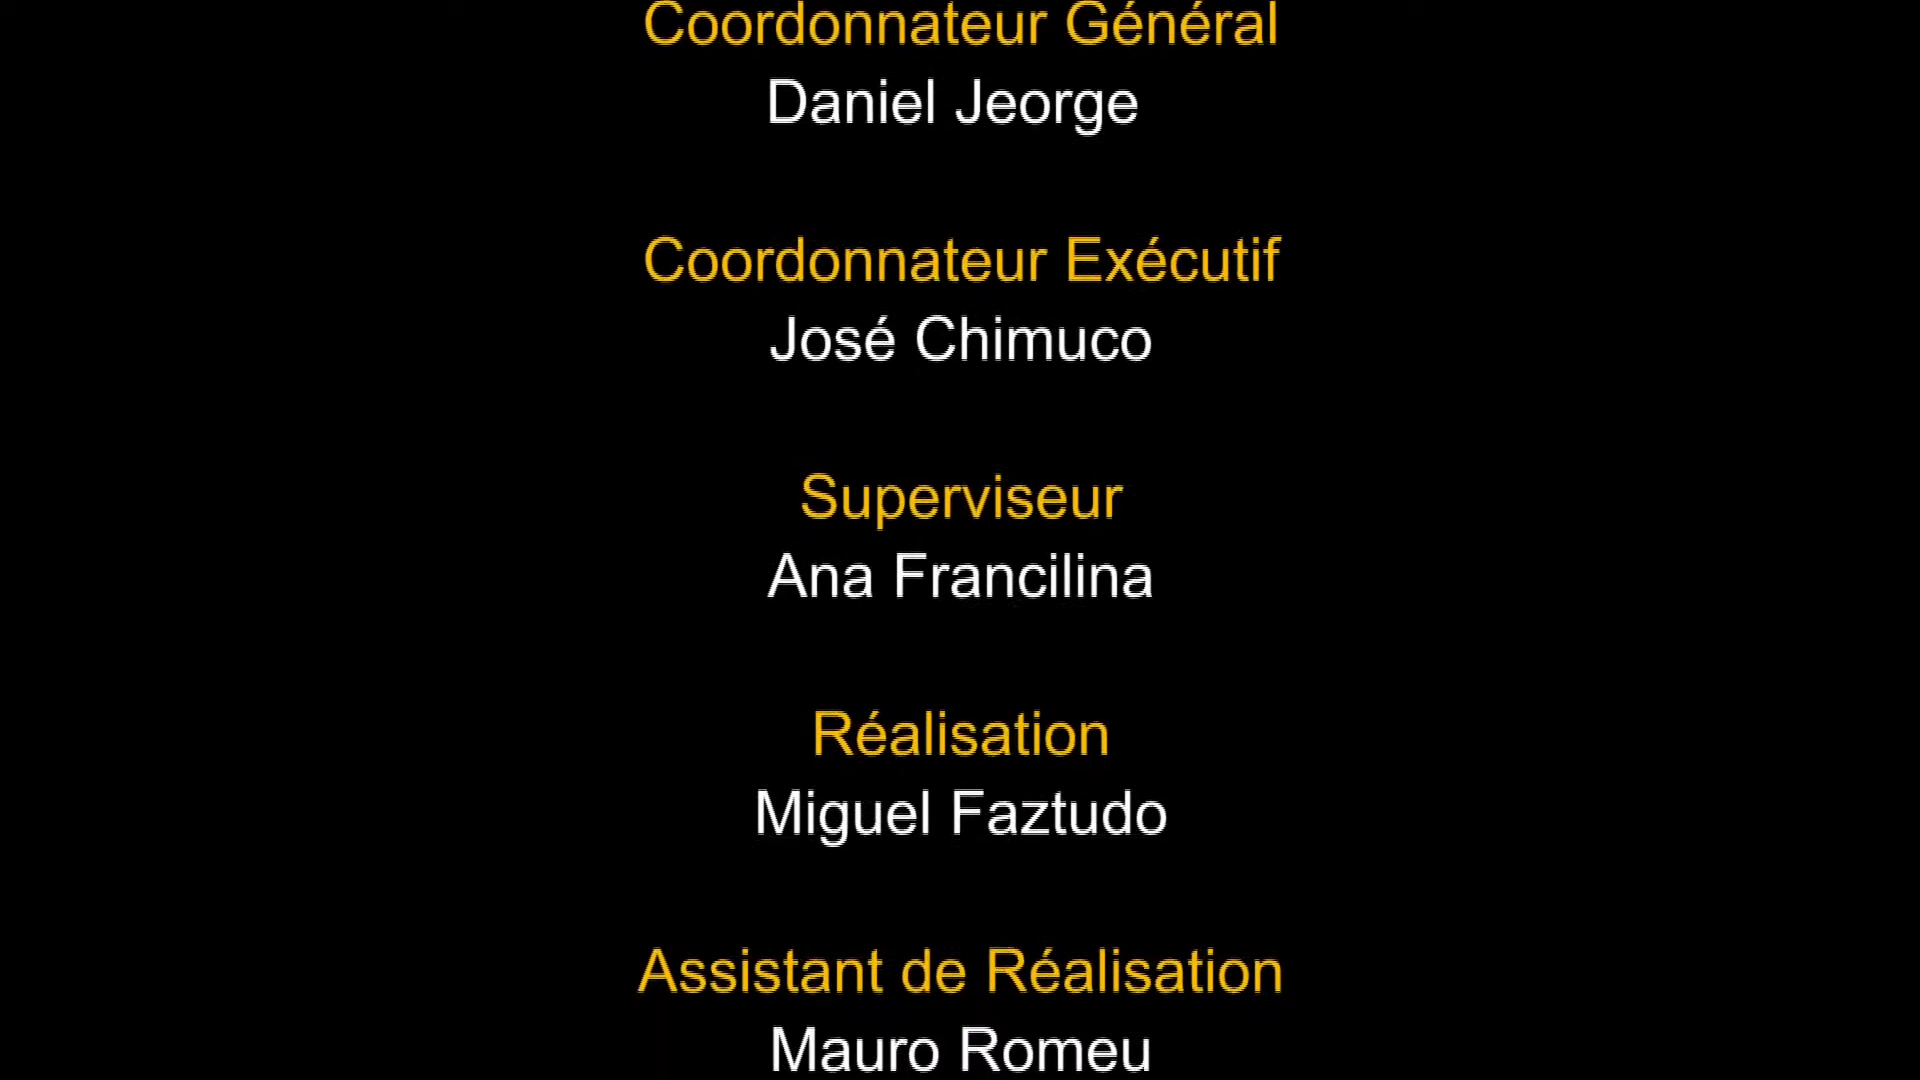 Coordonnateur Général
Daniel Jeorge
Coordonnateur Exécutif
José Chimuco
Superviseur
Ana Francilina
Réalisation
Miguel Faztudo
Assistant de Réalisation
Mauro Romeu